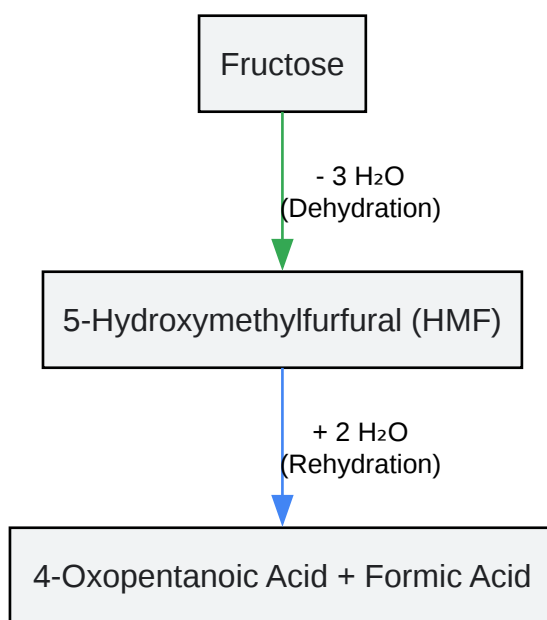 Fructose
- 3 H₂O
(Dehydration)
5-Hydroxymethylfurfural (HMF)
+ 2 H₂O
(Rehydration)
4-Oxopentanoic Acid + Formic Acid